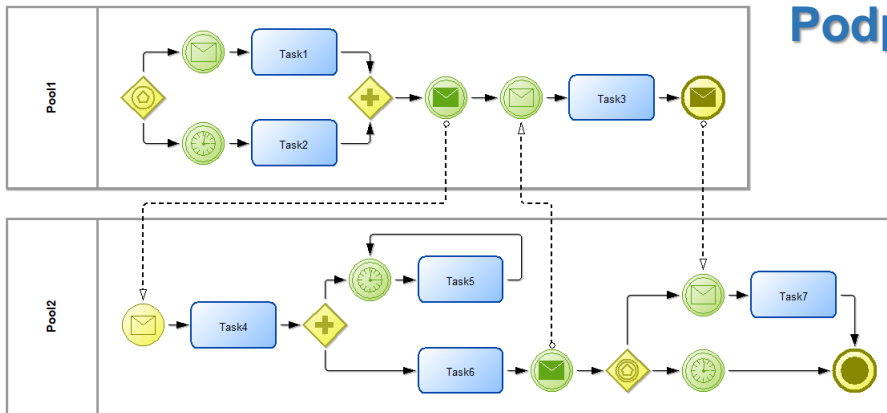 Podp
Pool1
Task1
Task2
Task3
Pool2
Task4
Task5
Task6
Task7